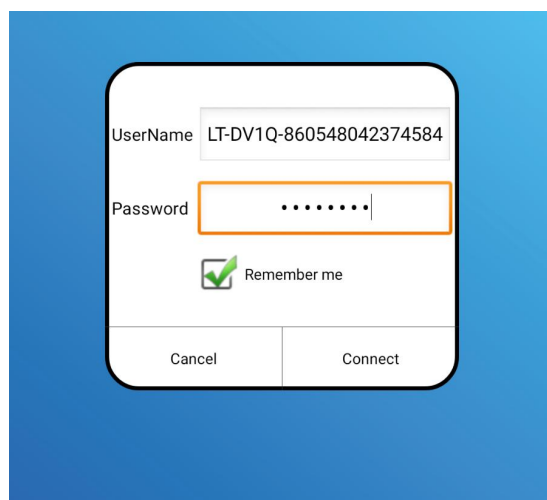 UserName LT-DV1Q-860548042374584
Password ••••••••
Remember me
Cancel Connect